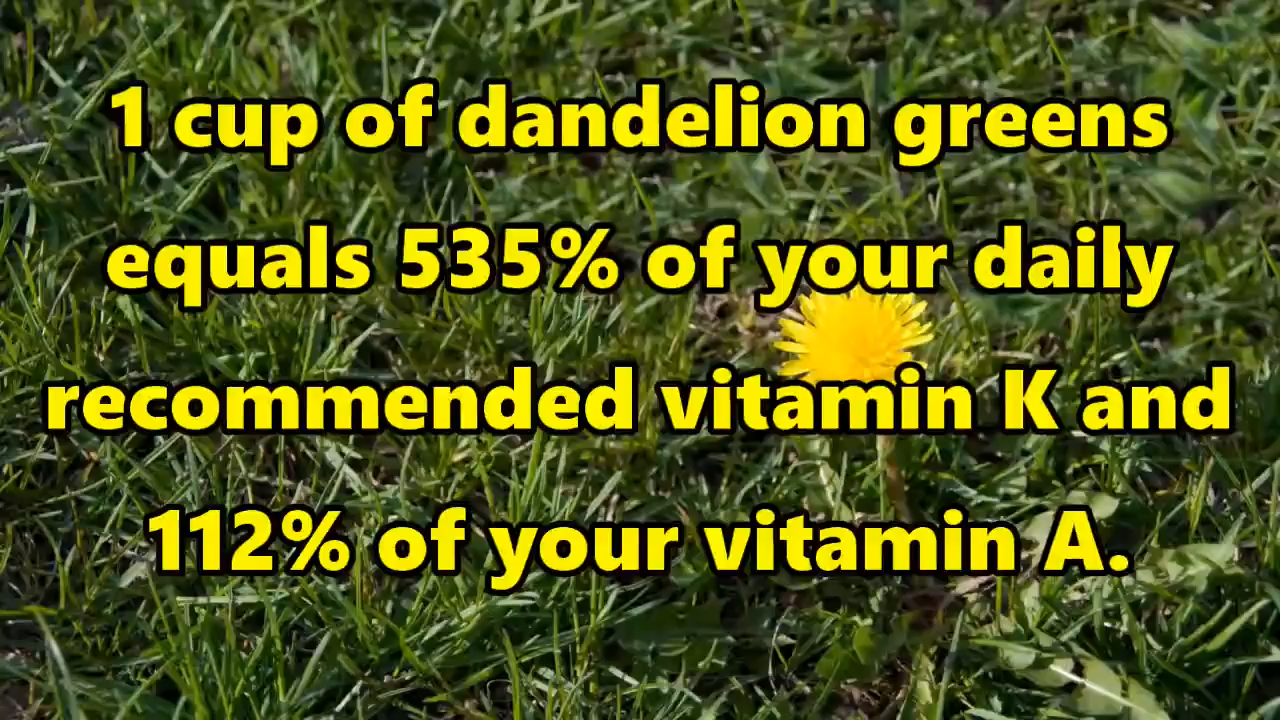 1 cup of dandelion greens
equals 535% of your daily
recommended vitamin K and
112% of your vitamin A.